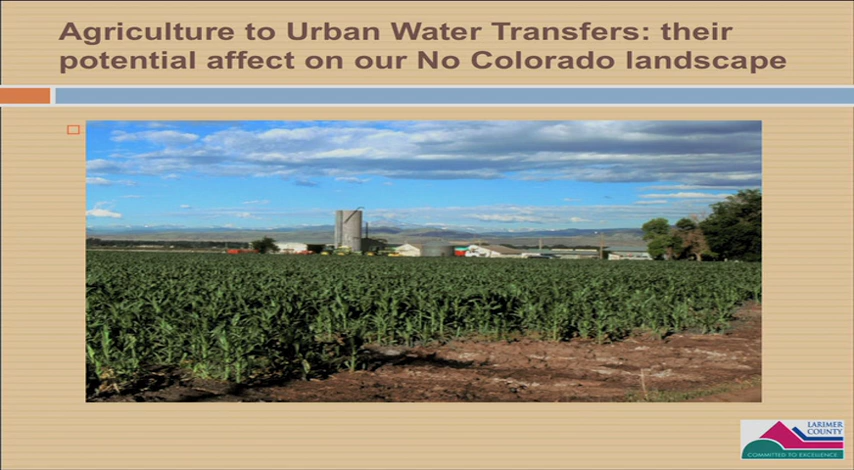 Agriculture to Urban Water Transfers: their
potential affect on our No Colorado landscape
LARIMER
COUNTY
COMMITTED TO EXCELLENCE